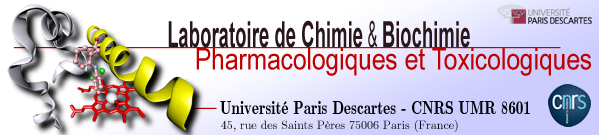 UNIVERSITÉ
PARIS DESCARTES
Laboratoire de Chimie & Biochimie
Pharmacologiques et Toxicologiques
Université Paris Descartes - CNRS UMR 8601
45, rue des Saints Pères 75006 Paris (France)
cnrs